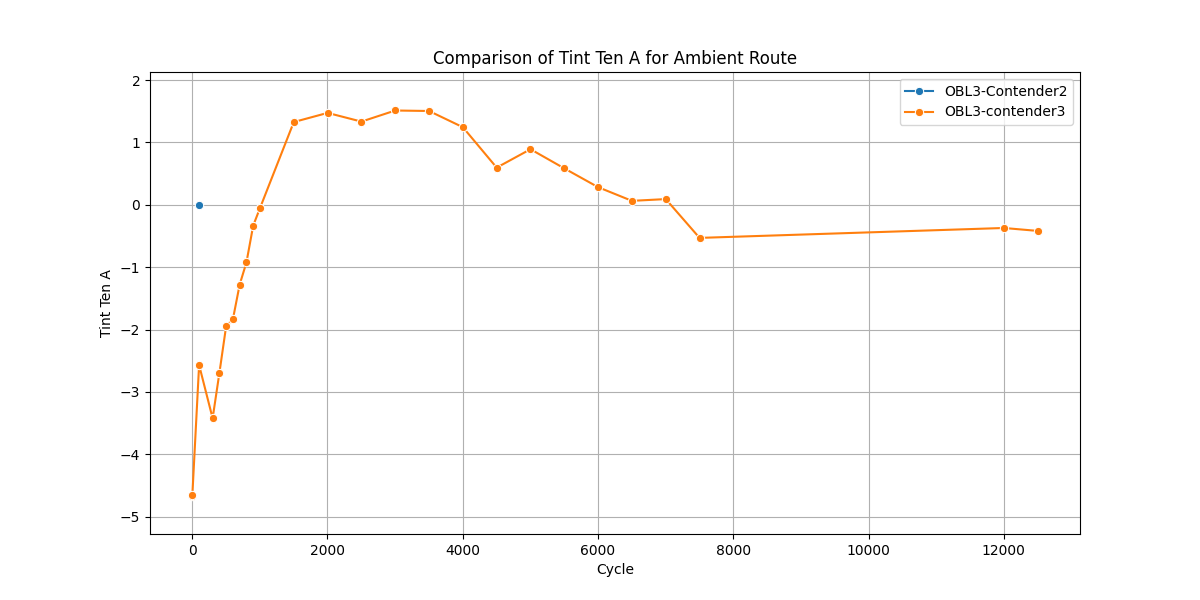 Comparison of Tint Ten A for Ambient Route
OBL3-Contender2
OBL3-contender3
Tint Ten A
2
1
0
−1
−2
−3
−4
−5
0 2000 4000 6000 8000 10000 12000
Cycle